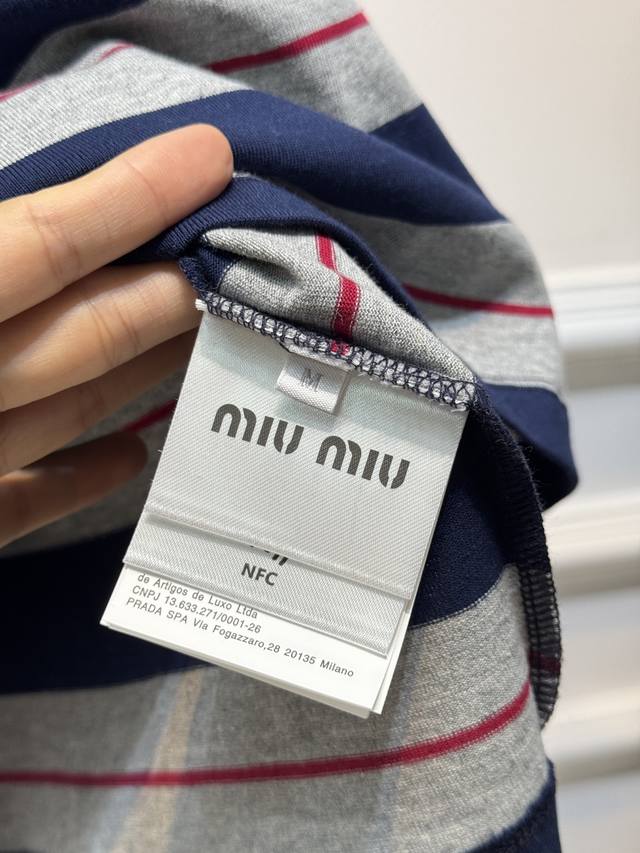 M
miu miu
NFC
de Artigos de Luxo Ltda
CNPJ 13.633.271/0001-26
PRADA SPA Via Fogazzaro,28 20135 Milano